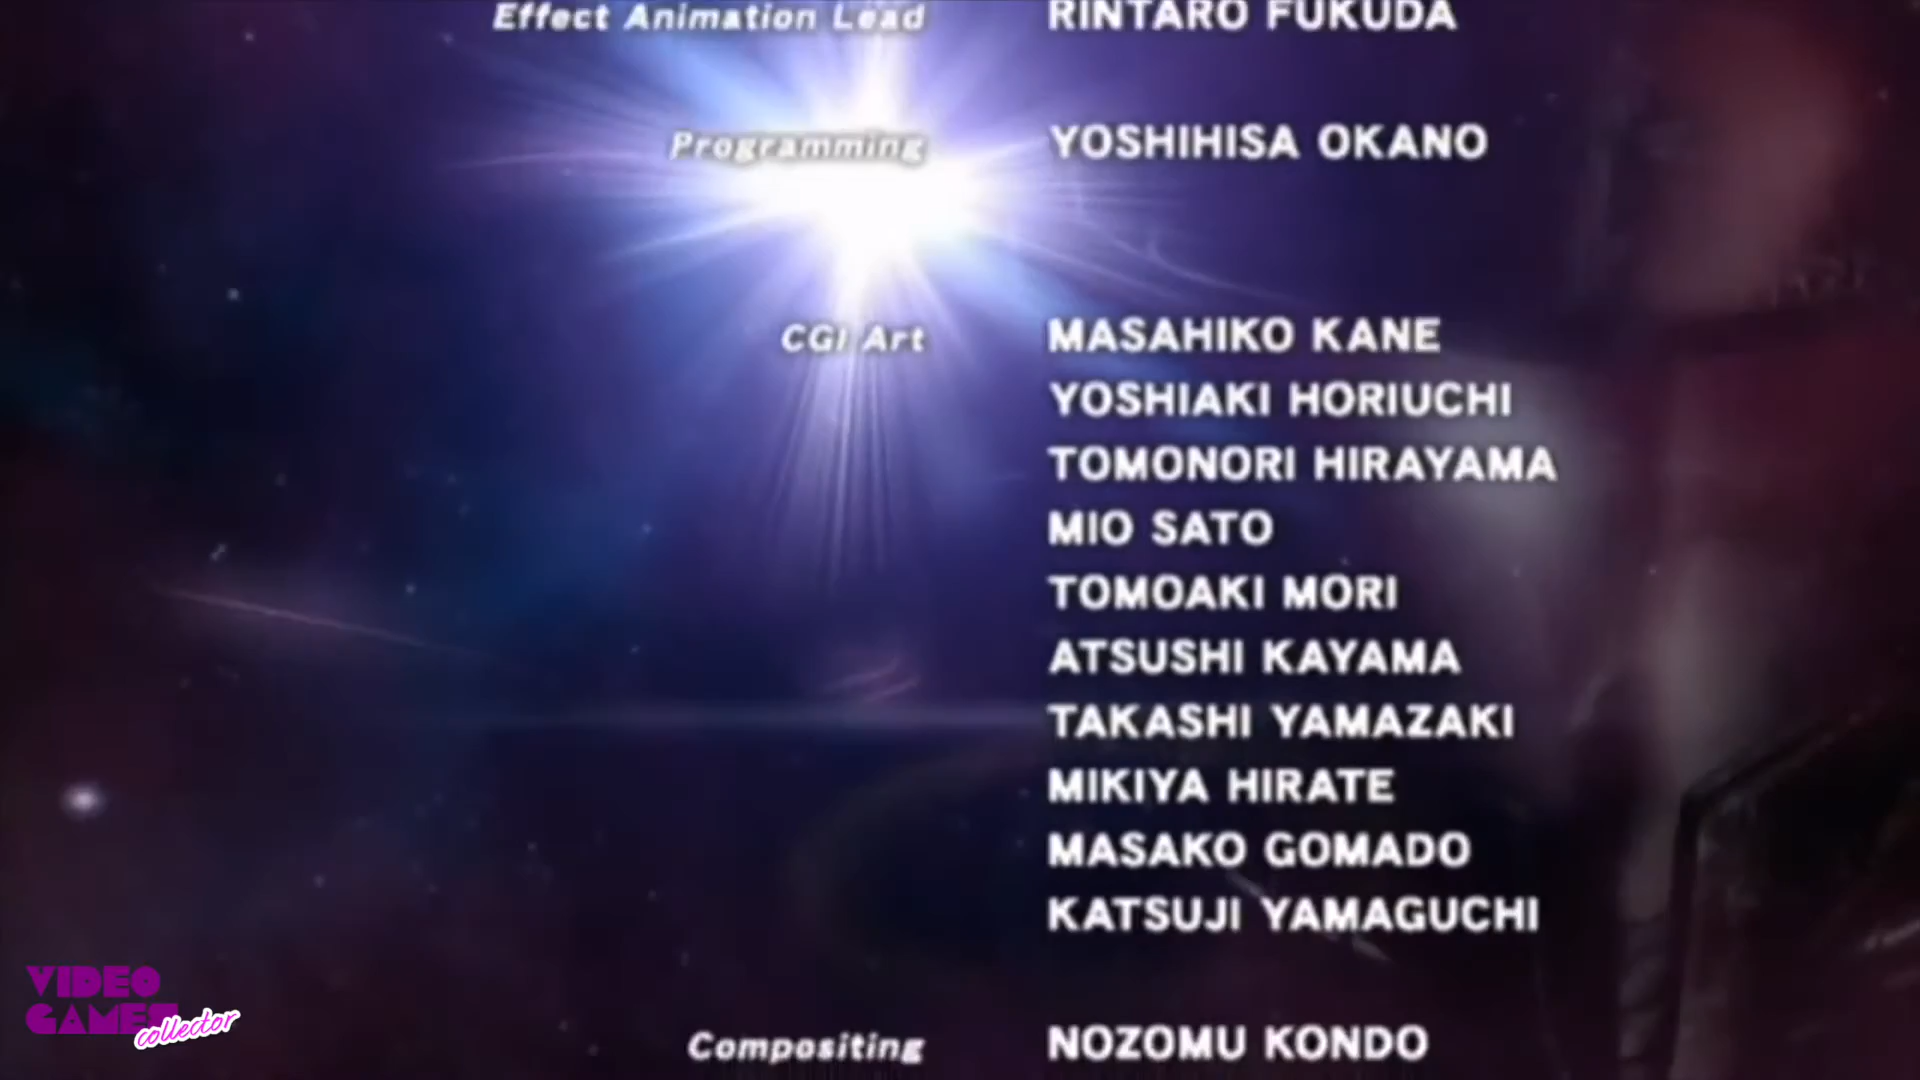 Effect Animation Lead RINTARO FUKUDA
Programming YOSHIHISA OKANO
CGI Art MASAHIKO KANE
YOSHIAKI HORIUCHI
TOMONORI HIRAYAMA
MIO SATO
TOMOAKI MORI
ATSUSHI KAYAMA
TAKASHI YAMAZAKI
MIKIYA HIRATE
MASAKO GOMADO
KATSUJI YAMAGUCHI
Compositing NOZOMU KONDO
VIDEO
GAMES
collector